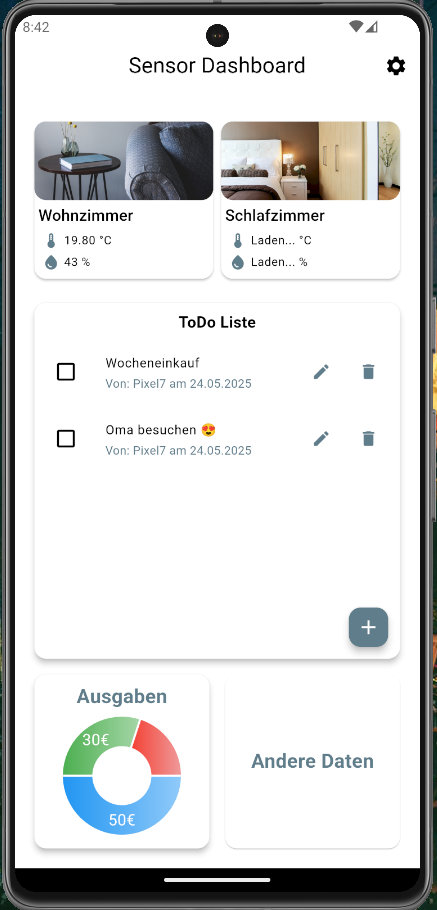 8:42
Sensor Dashboard
Wohnzimmer
19.80 °C
43 %
Schlafzimmer
Laden... °C
Laden... %
ToDo Liste
Wocheneinkauf
Von: Pixel7 am 24.05.2025
Oma besuchen 😍
Von: Pixel7 am 24.05.2025
+
Ausgaben
30€
50€
Andere Daten